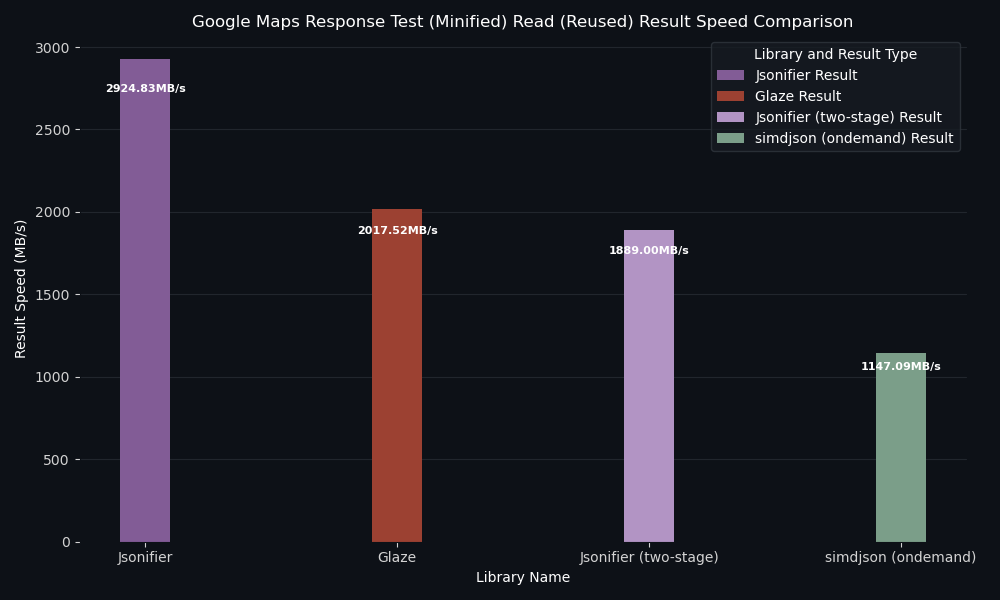 Google Maps Response Test (Minified) Read (Reused) Result Speed Comparison
Library and Result Type
Jsonifier Result
Glaze Result
Jsonifier (two-stage) Result
simdjson (ondemand) Result
Result Speed (MB/s)
3000
2500
2000
1500
1000
500
0
2924.83MB/s
2017.52MB/s
1889.00MB/s
1147.09MB/s
Jsonifier
Glaze
Jsonifier (two-stage)
simdjson (ondemand)
Library Name